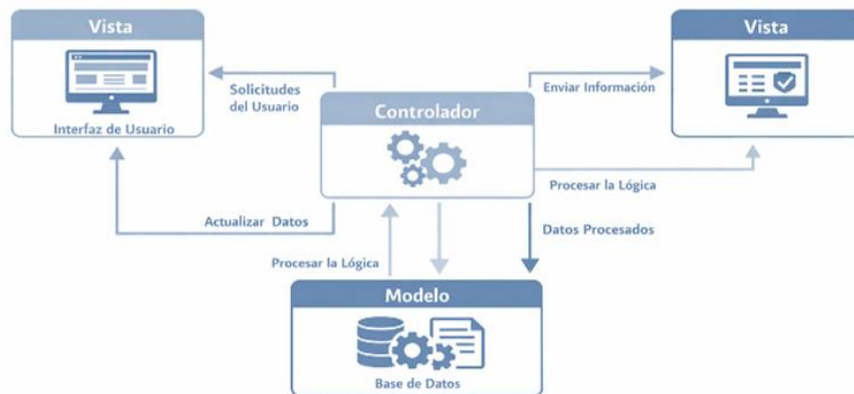 Vista
Vista
Solicitudes
del Usuario
Enviar Información
Controlador
Interfaz de Usuario
Procesar la Lógica
Actualizar Datos
Datos Procesados
Procesar la Lógica
Modelo
Base de Datos